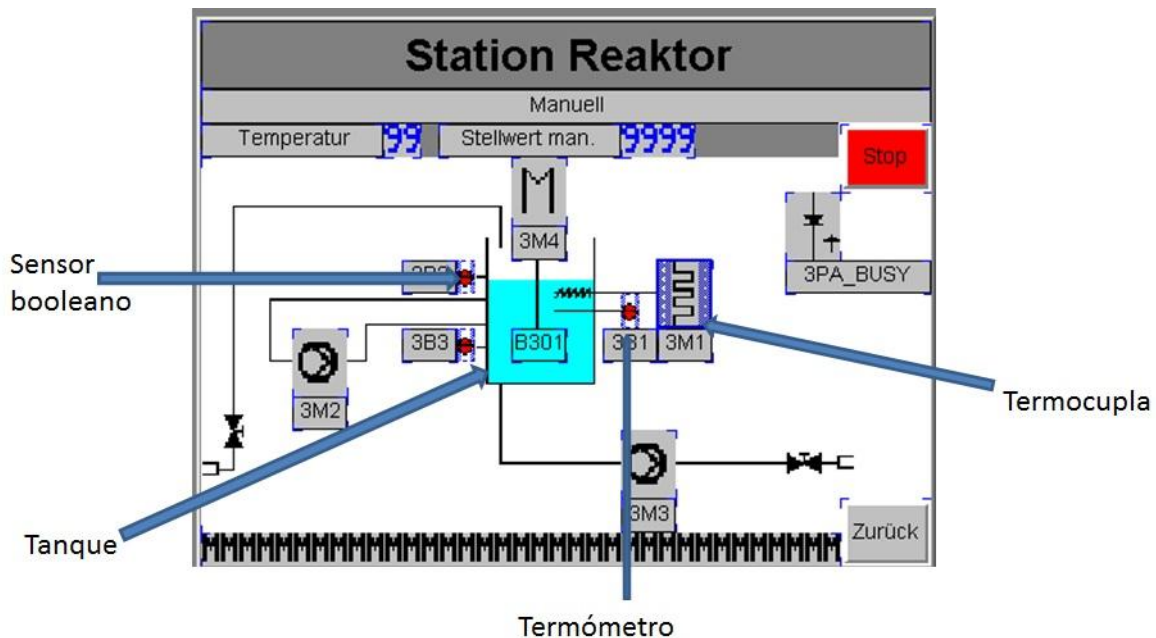 Station Reaktor
Manuell
Temperatur 99 Stellwert man. 9999
Stop
3M4
Sensor
booleano
3PA_BUSY
3B3
B301
3B1
3M1
Termocupla
3M2
3M3
Zurück
Tanque
Termómetro